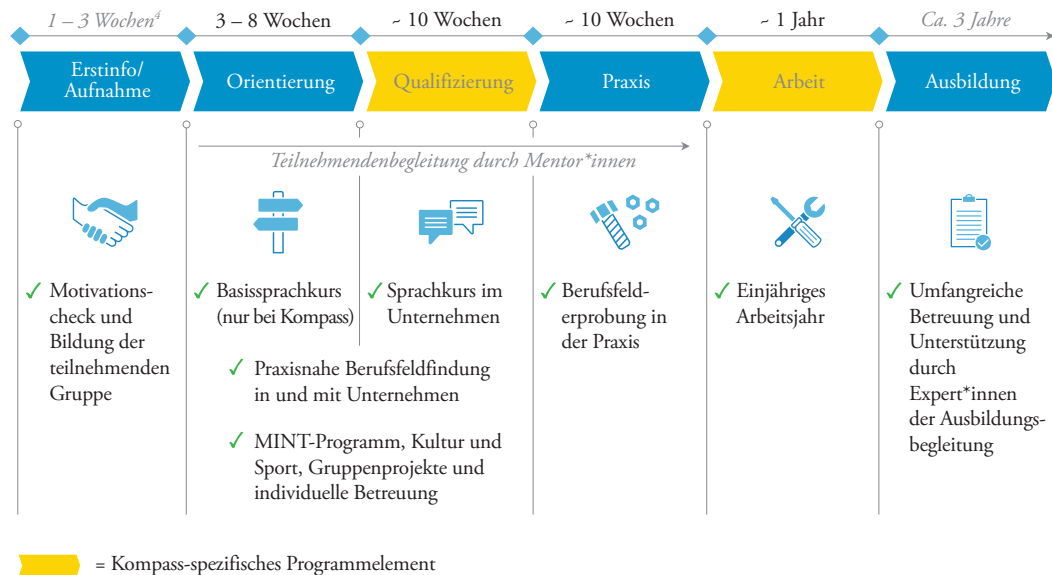 1 – 3 Wochen⁴
3 – 8 Wochen
~ 10 Wochen
~ 10 Wochen
~ 1 Jahr
Ca. 3 Jahre
Erstinfo/
Aufnahme
Orientierung
Qualifizierung
Praxis
Arbeit
Ausbildung
Teilnehmendenbegleitung durch Mentor*innen
✓ Motivations-
check und
Bildung der
teilnehmenden
Gruppe
✓ Basissprachkurs
(nur bei Kompass)
✓ Sprachkurs im
Unternehmen
✓ Praxisnahe Berufsfeldfindung
in und mit Unternehmen
✓ MINT-Programm, Kultur und
Sport, Gruppenprojekte und
individuelle Betreuung
✓ Berufsfeld-
erprobung in
der Praxis
✓ Einjähriges
Arbeitsjahr
✓ Umfangreiche
Betreuung und
Unterstützung
durch
Expert*innen
der Ausbildungs-
begleitung
= Kompass-spezifisches Programmelement